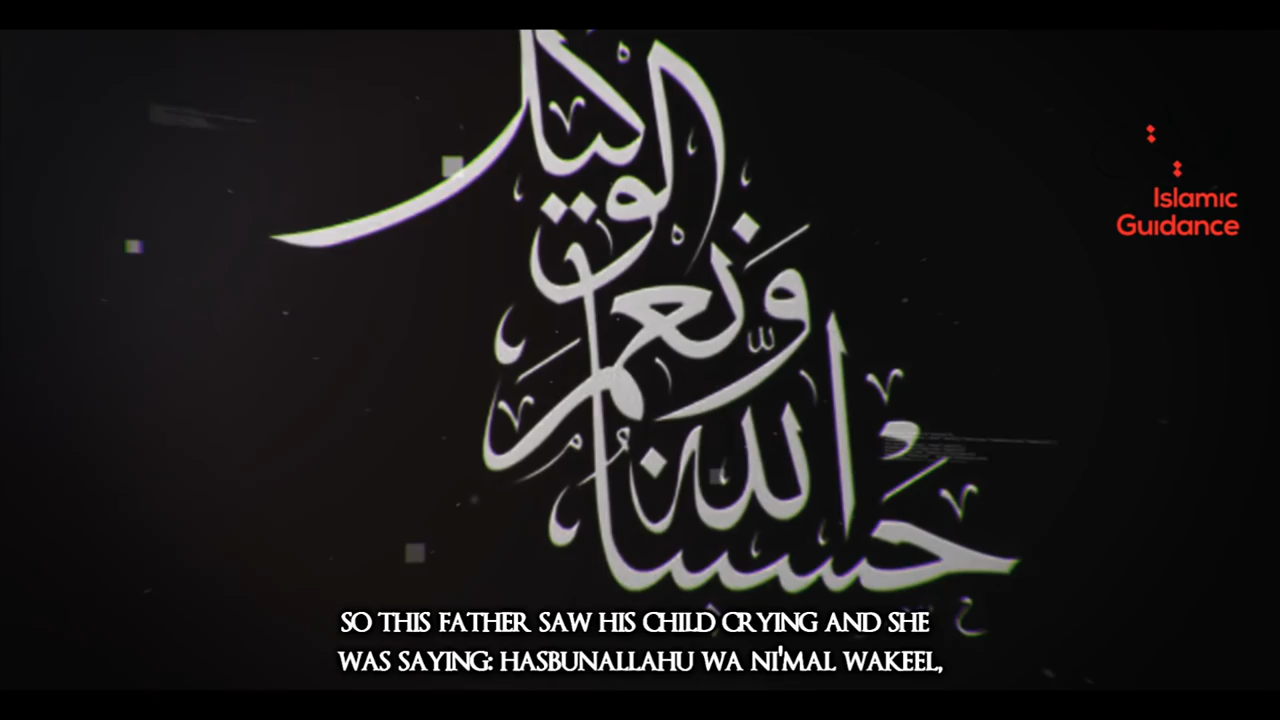 حسبنا الله
ونعم
الوكيل
Islamic
Guidance
SO THIS FATHER SAW HIS CHILD CRYING AND SHE
WAS SAYING: HASBUNALLAHU WA NI'MAL WAKEEL,